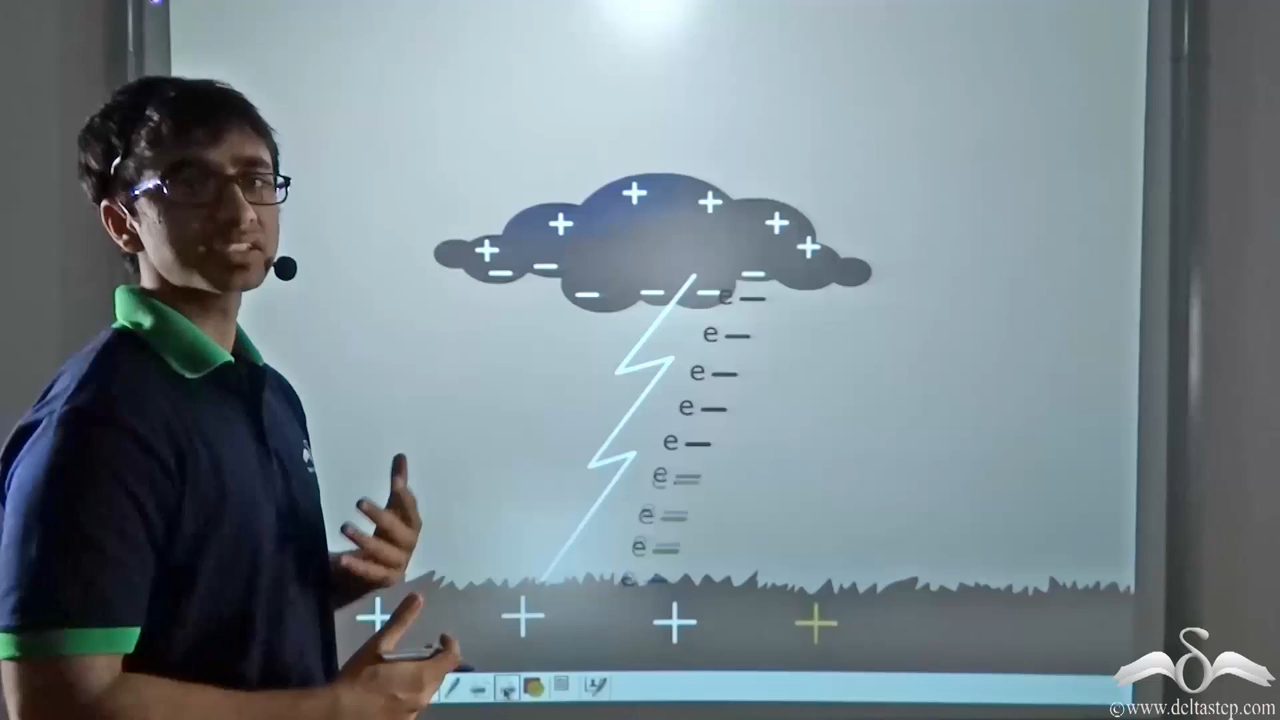 + +
+ + +
+
− − −
− − −
e −
e −
e −
e −
e −
e −
e −
e −
e
+ + + +
©www.deltastep.com